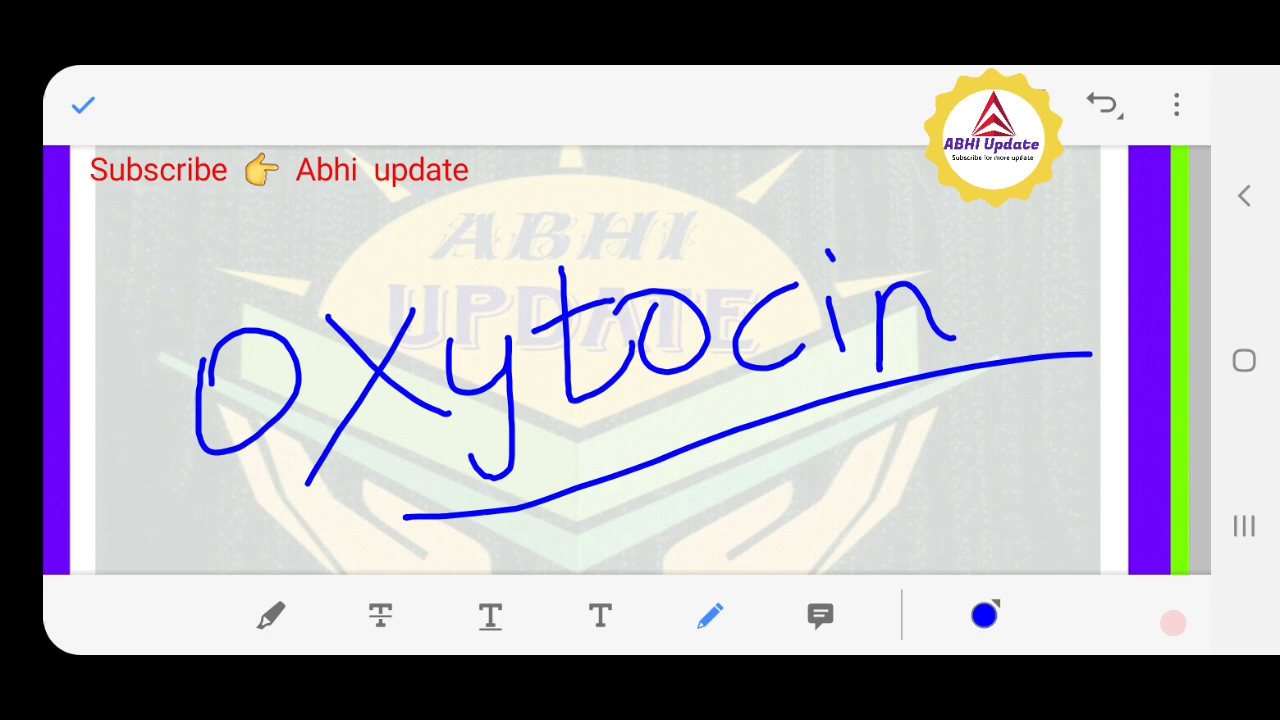 Subscribe 👉 Abhi update
ABHI Update
Subscribe for more update
ABHI
UPDATE
oxytocin
T T T